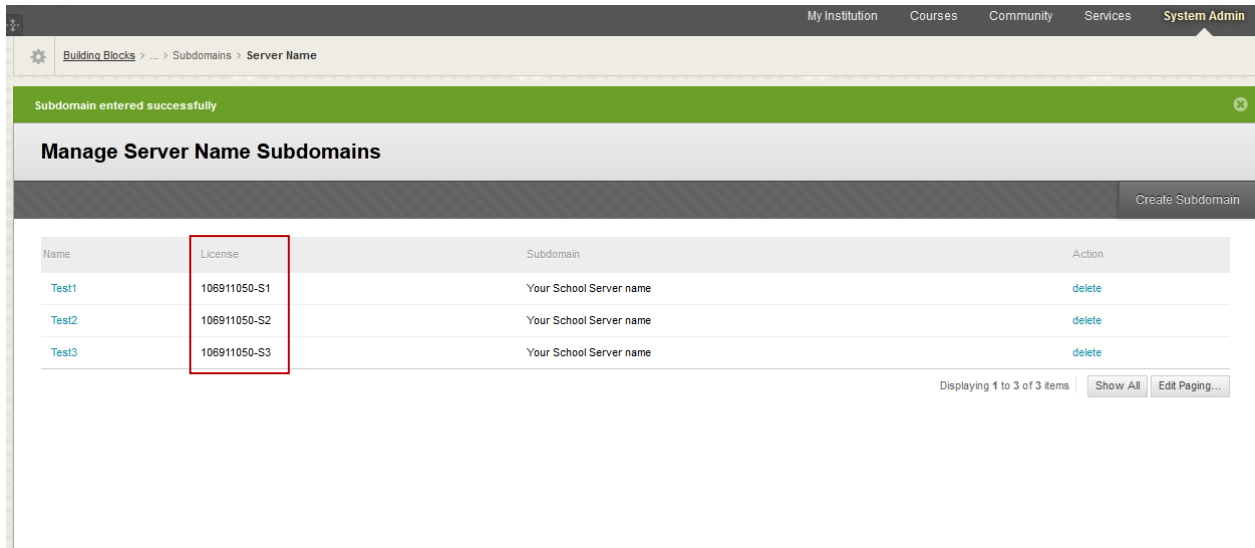 My Institution Courses Community Services System Admin
Building Blocks > ... > Subdomains > Server Name
Subdomain entered successfully
Manage Server Name Subdomains
Create Subdomain
Name License Subdomain Action
Test1 106911050-S1 Your School Server name delete
Test2 106911050-S2 Your School Server name delete
Test3 106911050-S3 Your School Server name delete
Displaying 1 to 3 of 3 items Show All Edit Paging...